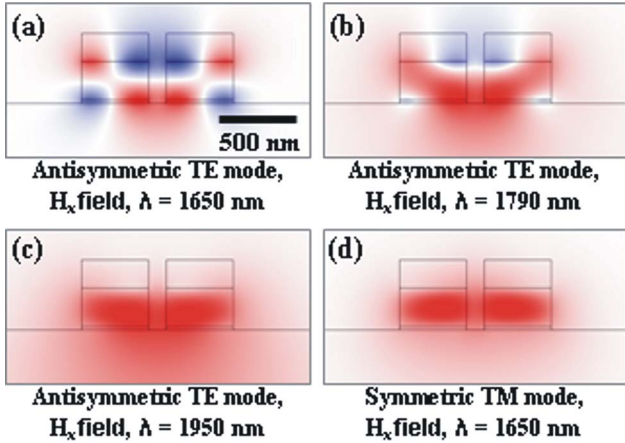 (a) (b)
500 nm
Antisymmetric TE mode, Antisymmetric TE mode,
Hx field, λ = 1650 nm Hx field, λ = 1790 nm
(c) (d)
Antisymmetric TE mode, Symmetric TM mode,
Hx field, λ = 1950 nm Hx field, λ = 1650 nm